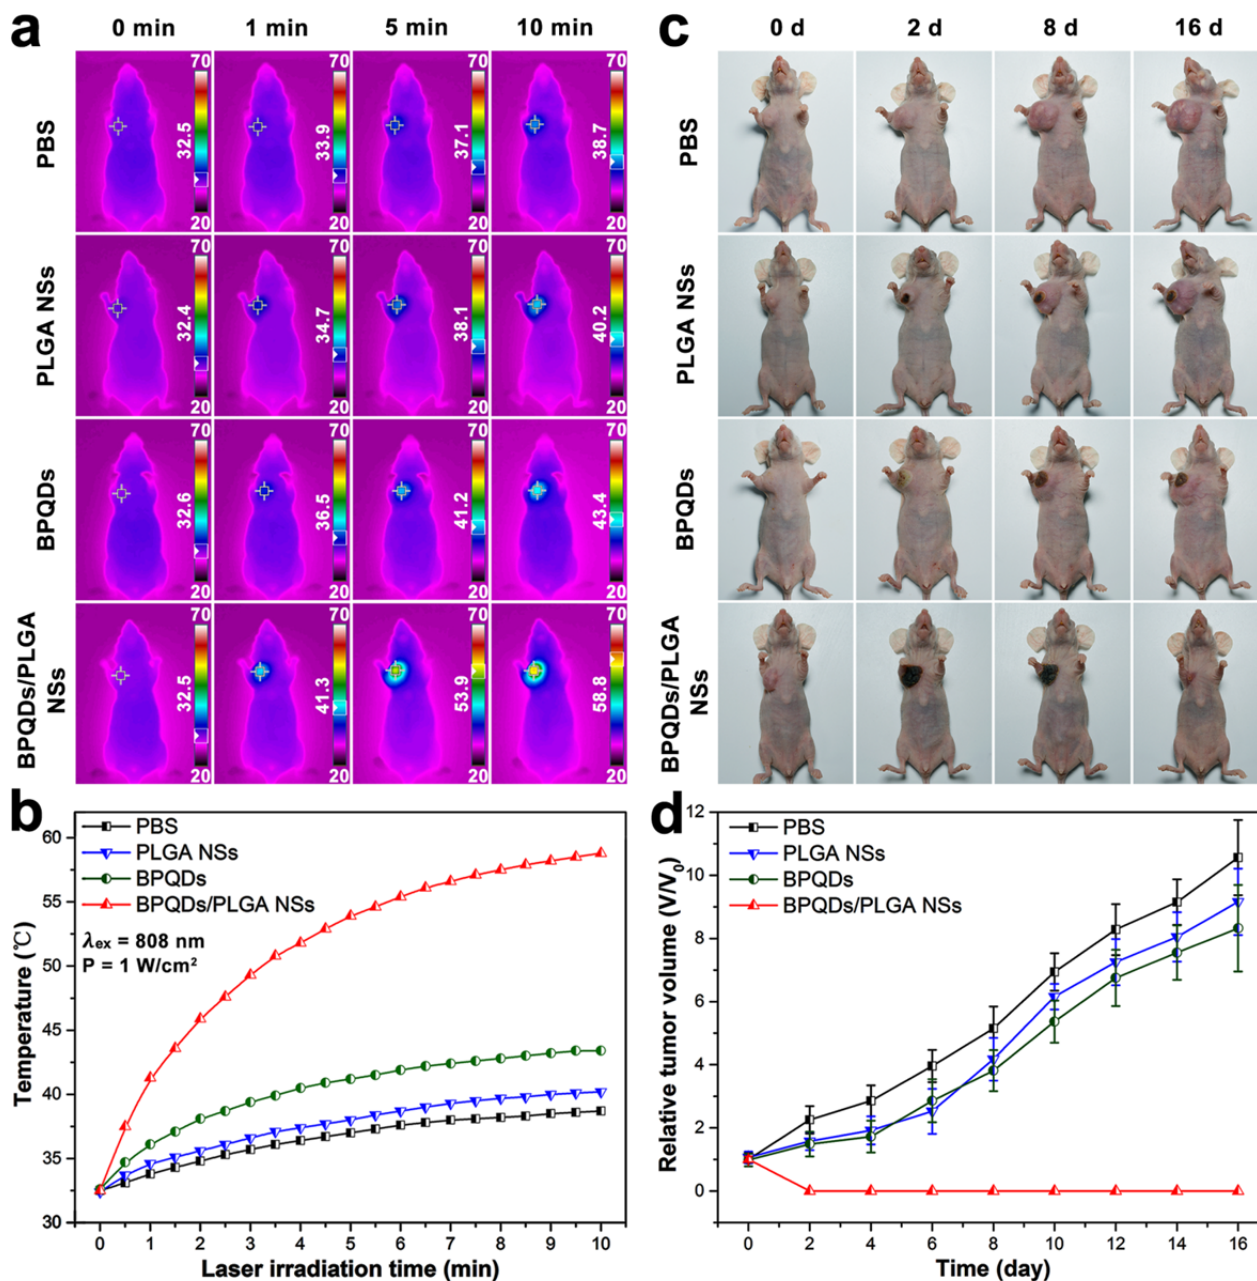 a
0 min 1 min 5 min 10 min
PBS
70 70 70 70
32.5 33.9 37.1 38.7
20 20 20 20
PLGA NSs
70 70 70 70
32.4 34.7 38.1 40.2
20 20 20 20
BPQDs
70 70 70 70
32.6 36.5 41.2 43.4
20 20 20 20
BPQDs/PLGA
NSs
70 70 70 70
32.5 41.3 53.9 58.8
20 20 20 20
c
0 d 2 d 8 d 16 d
PBS
PLGA NSs
BPQDs
BPQDs/PLGA
NSs
b
PBS
PLGA NSs
BPQDs
BPQDs/PLGA NSs
λex = 808 nm
P = 1 W/cm²
Temperature (℃)
60
55
50
45
40
35
30
0 1 2 3 4 5 6 7 8 9 10
Laser irradiation time (min)
d
PBS
PLGA NSs
BPQDs
BPQDs/PLGA NSs
Relative tumor volume (V/V₀)
12
10
8
6
4
2
0
0 2 4 6 8 10 12 14 16
Time (day)